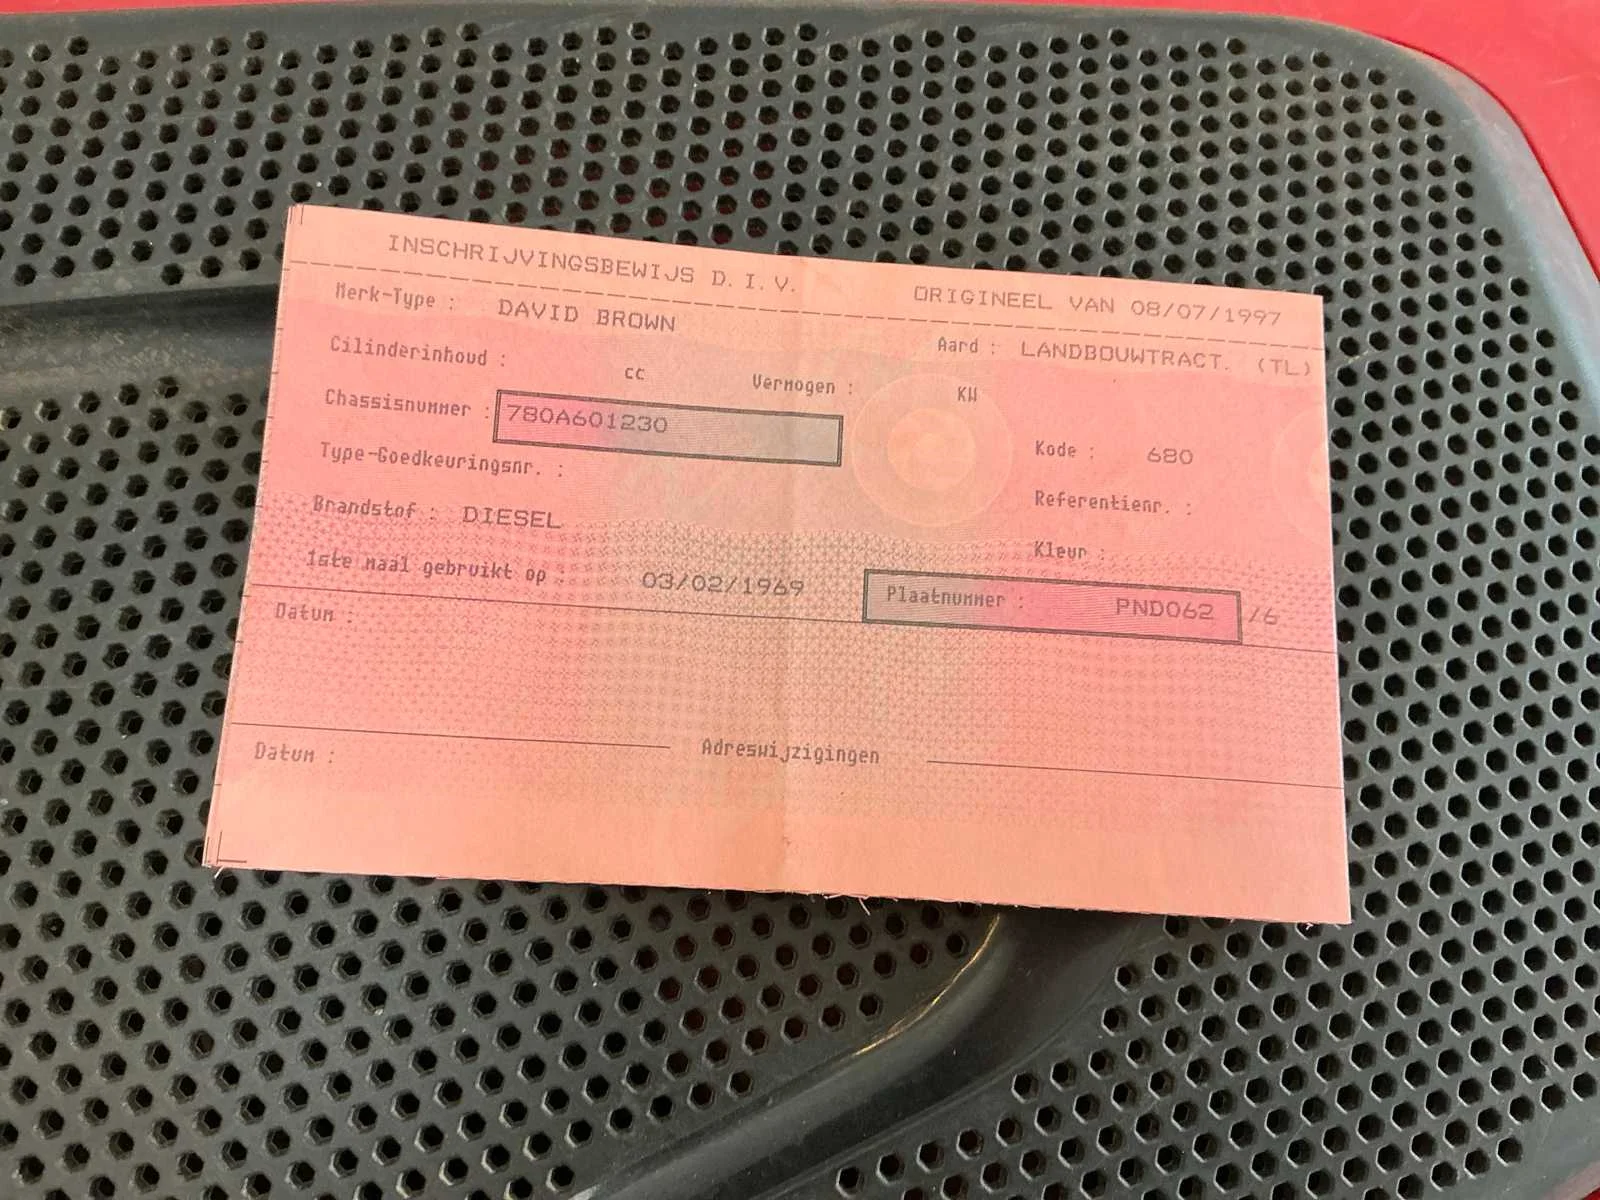 INSCHRIJVINGSBEWIJS D.I.V. ORIGINEEL VAN 08/07/1997
Merk-Type : DAVID BROWN Aard : LANDBOUWTRACT. (TL)
Cilinderinhoud : cc Vermogen : KW
Chassisnummer : 780A601230 Kode : 680
Type-Goedkeuringsnr. : Referentienr. :
Brandstof : DIESEL Kleur :
1ste maal gebruikt op : 03/02/1969 Plaatnummer : PND062 /6
Datum :
Adreswijzigingen
Datum :